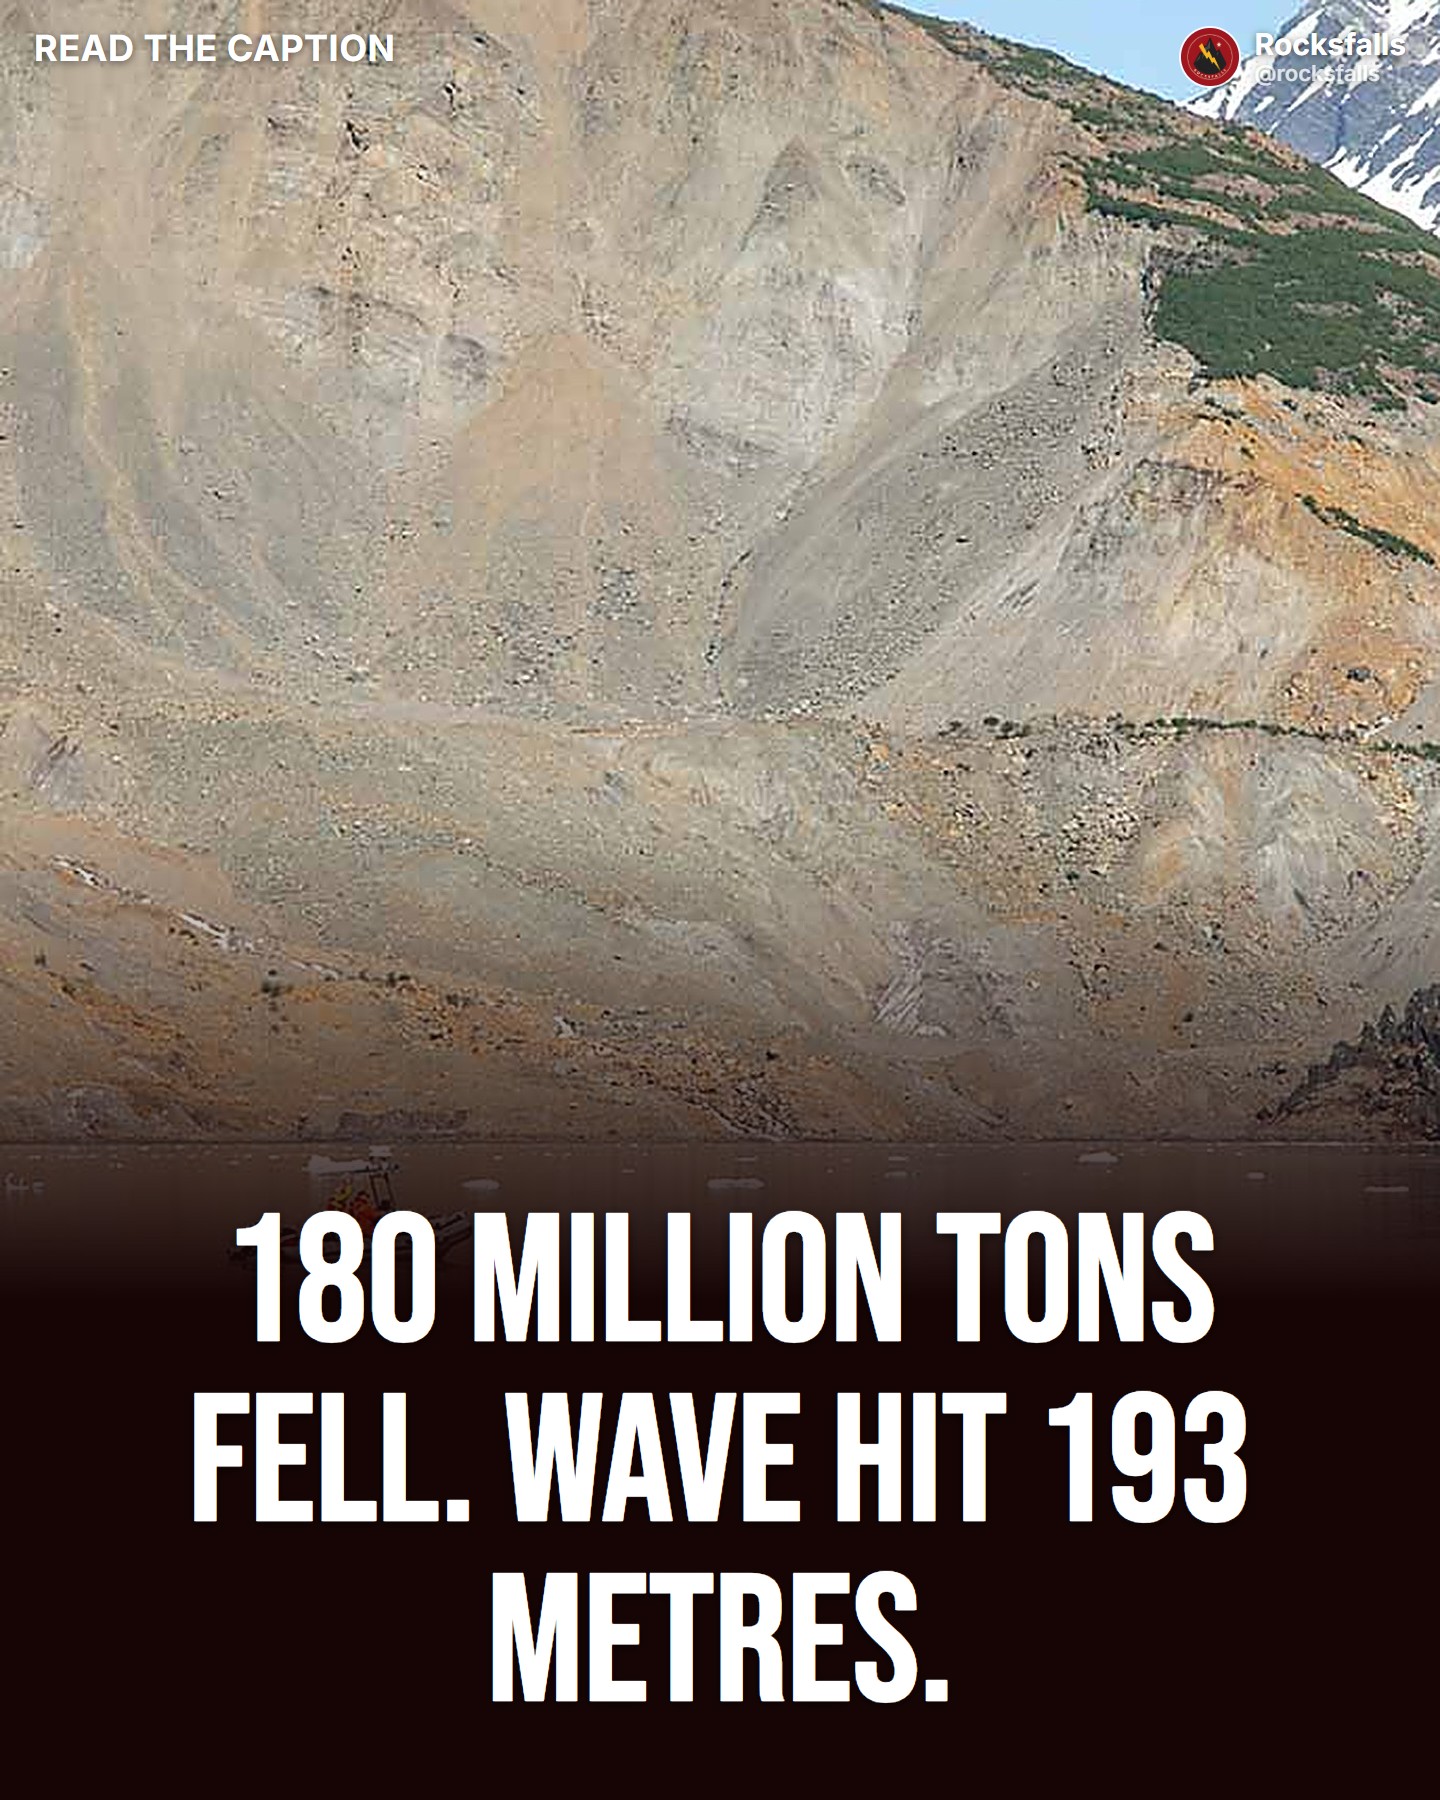 READ THE CAPTION
Rocksfalls
@rocksfalls
180 MILLION TONS
FELL. WAVE HIT 193
METRES.